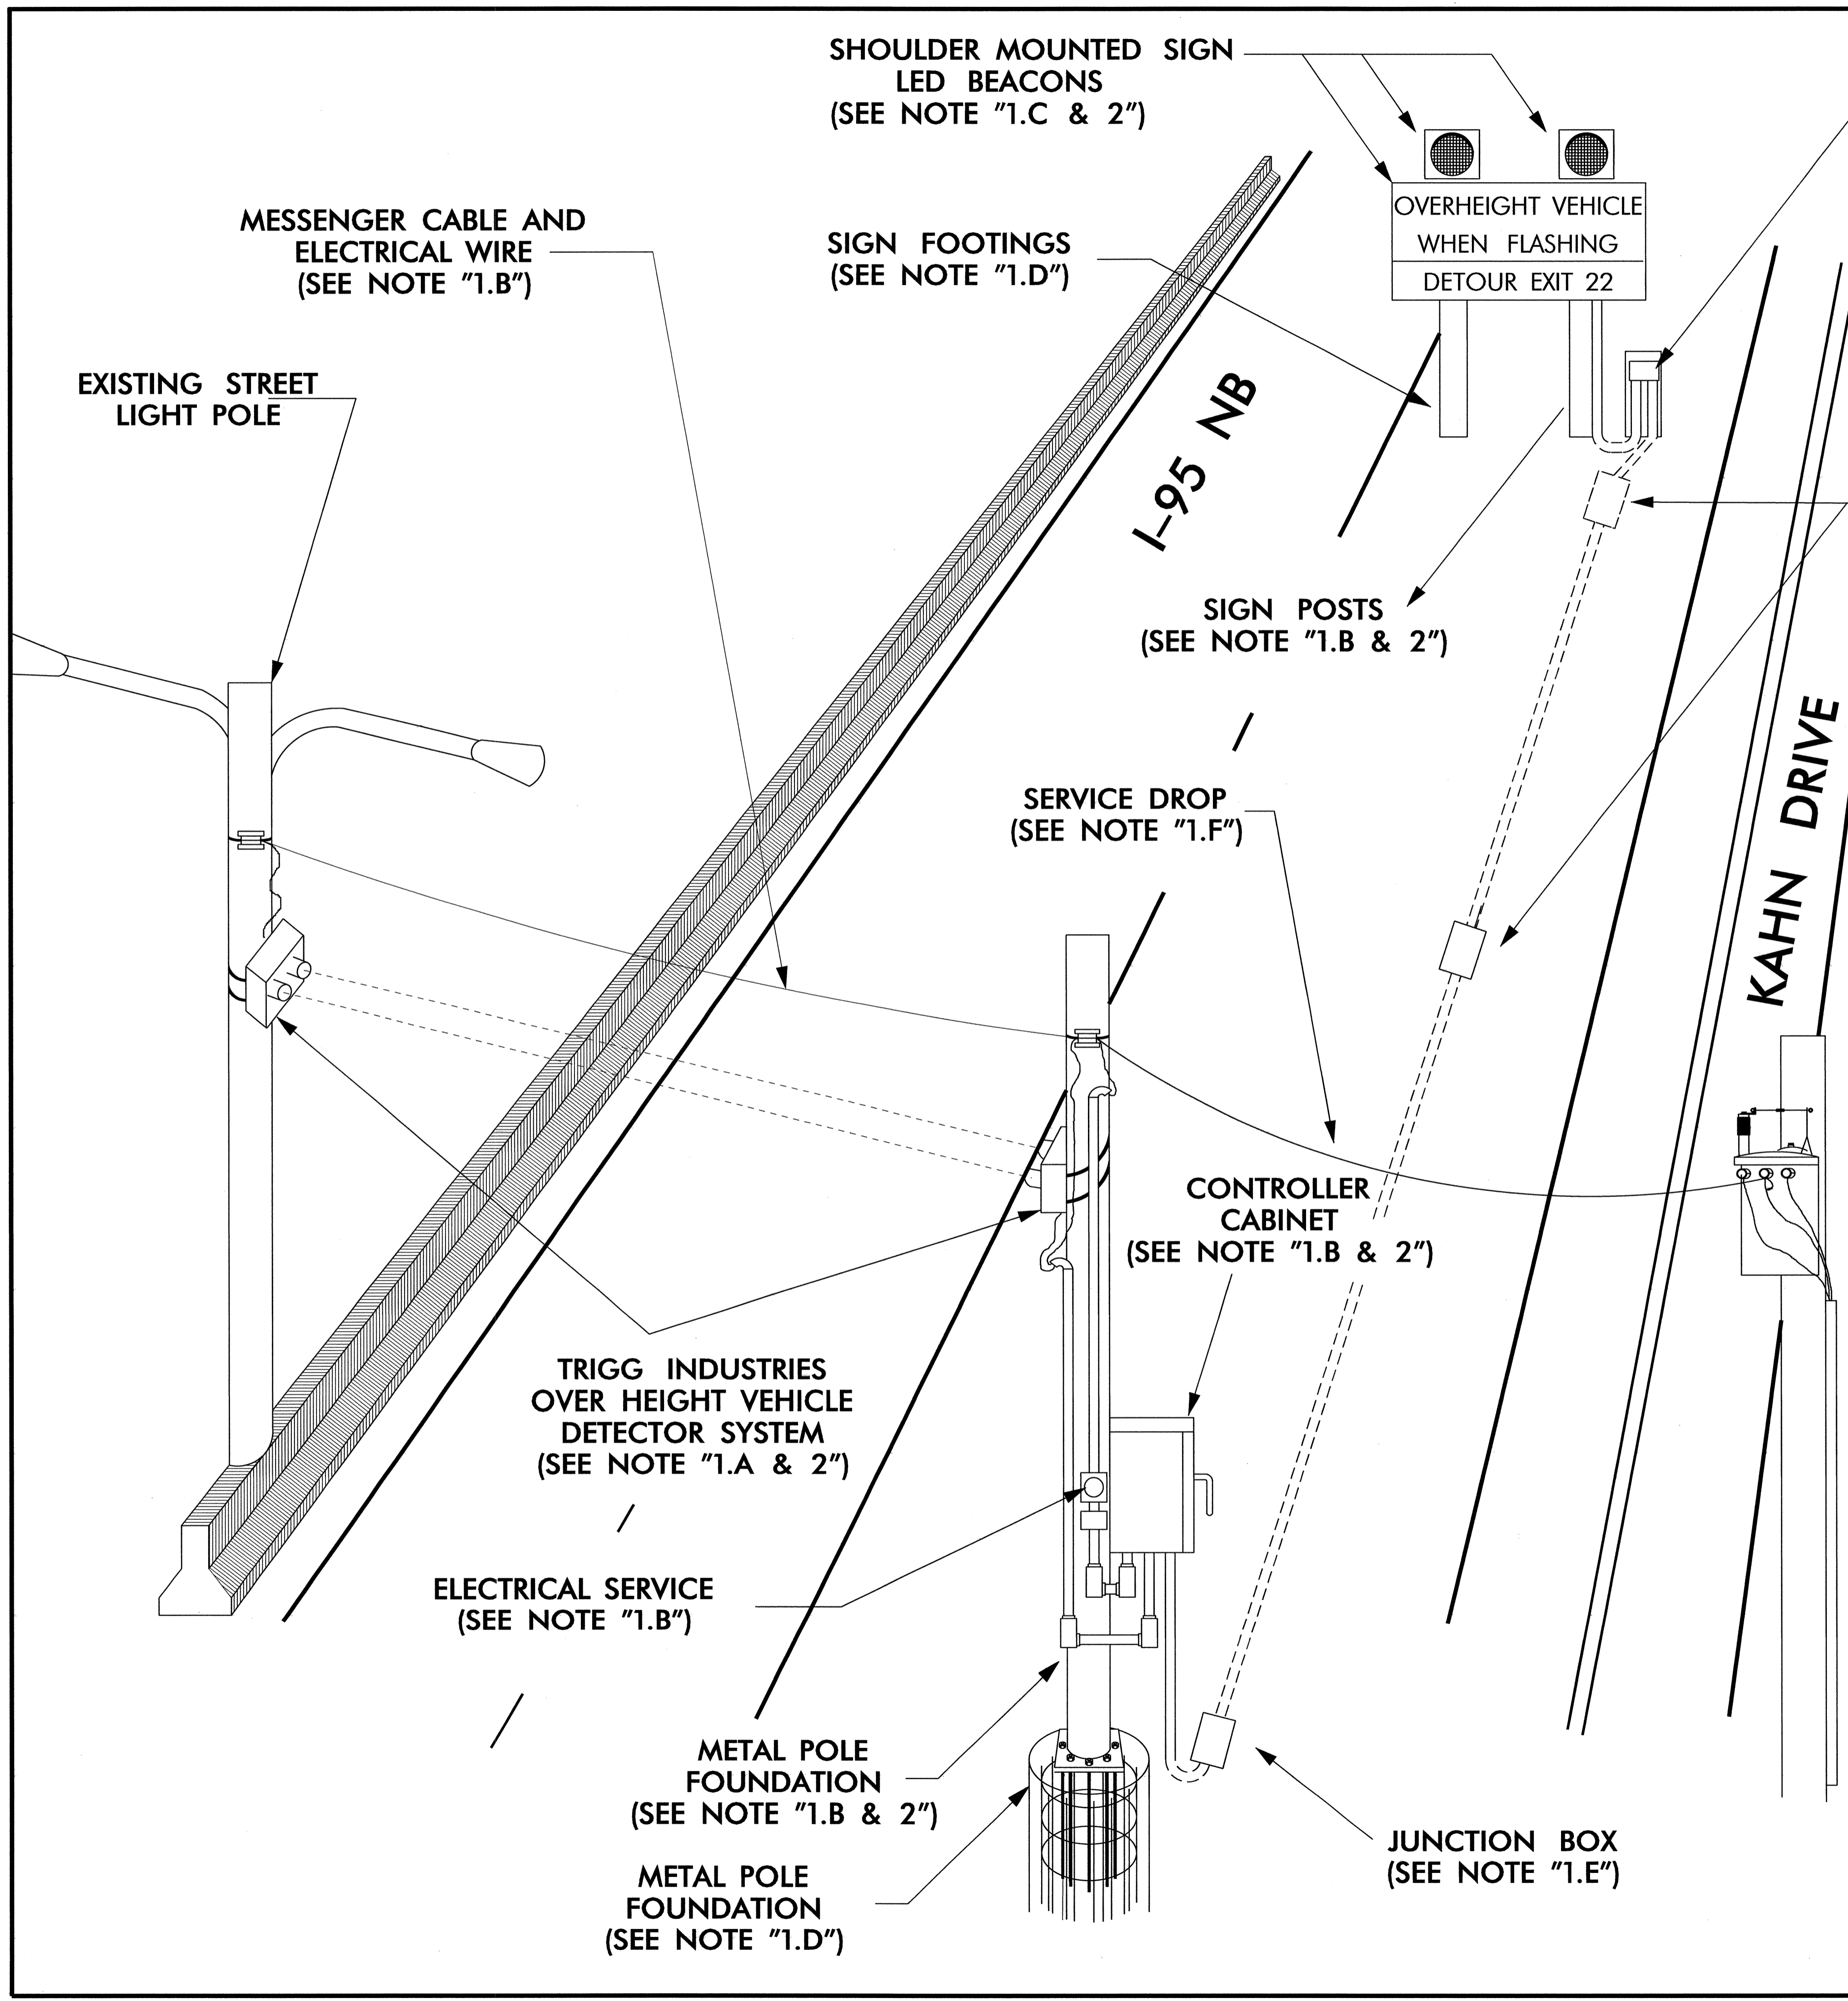 SHOULDER MOUNTED SIGN
LED BEACONS
(SEE NOTE "1.C & 2")
OVERHEIGHT VEHICLE
WHEN FLASHING
DETOUR EXIT 22
MESSENGER CABLE AND
ELECTRICAL WIRE
(SEE NOTE "1.B")
SIGN FOOTINGS
(SEE NOTE "1.D")
EXISTING STREET
LIGHT POLE
I-95 NB
SIGN POSTS
(SEE NOTE "1.B & 2")
SERVICE DROP
(SEE NOTE "1.F")
KAHN DRIVE
CONTROLLER
CABINET
(SEE NOTE "1.B & 2")
TRIGG INDUSTRIES
OVER HEIGHT VEHICLE
DETECTOR SYSTEM
(SEE NOTE "1.A & 2")
ELECTRICAL SERVICE
(SEE NOTE "1.B")
METAL POLE
FOUNDATION
(SEE NOTE "1.B & 2")
JUNCTION BOX
(SEE NOTE "1.E")
METAL POLE
FOUNDATION
(SEE NOTE "1.D")